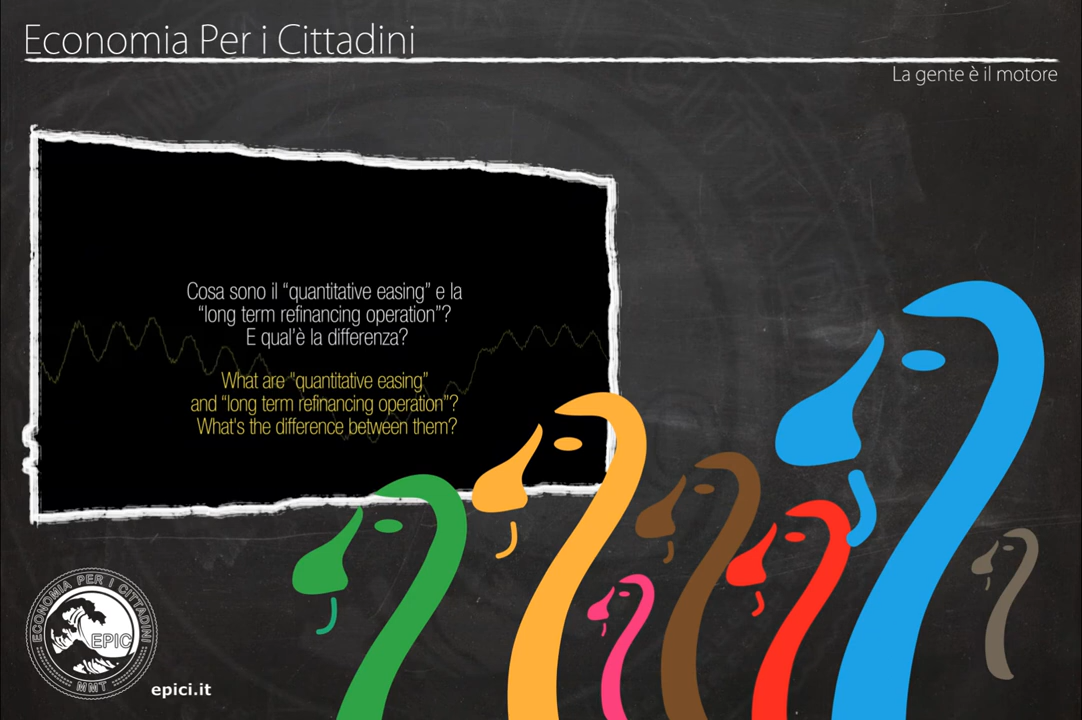 Economia Per i Cittadini
La gente è il motore
Cosa sono il “quantitative easing” e la
“long term refinancing operation”?
E qual’è la differenza?
What are “quantitative easing”
and “long term refinancing operation”?
What's the difference between them?
ECONOMIA PER I CITTADINI
EPIC
MMT
epici.it